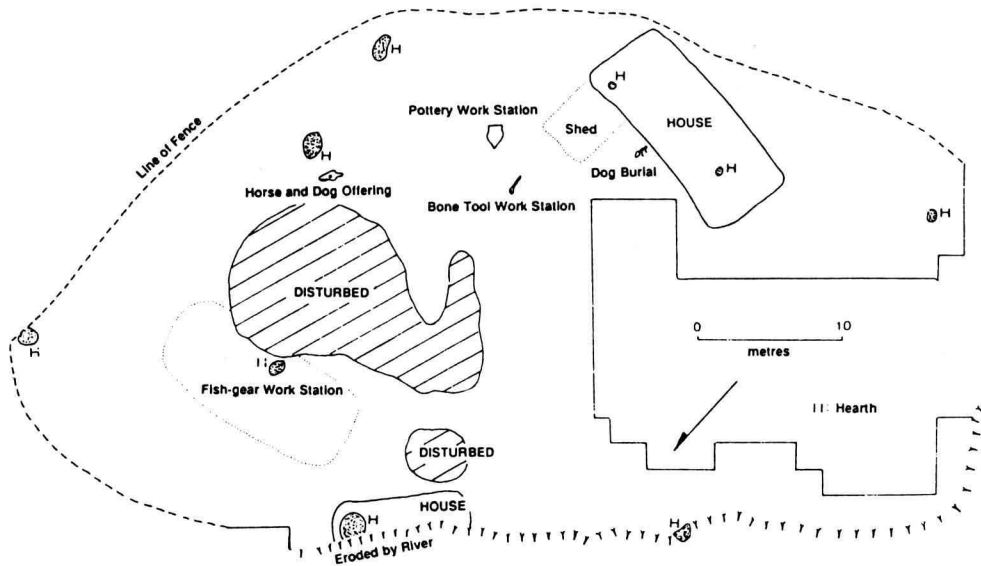 H
Line of Fence
Pottery Work Station
H
Shed
HOUSE
H
Horse and Dog Offering
Dog Burial
H
Bone Tool Work Station
H
DISTURBED
0 10
metres
H
H:
Fish-gear Work Station
H: Hearth
DISTURBED
HOUSE
H
H
Eroded by River